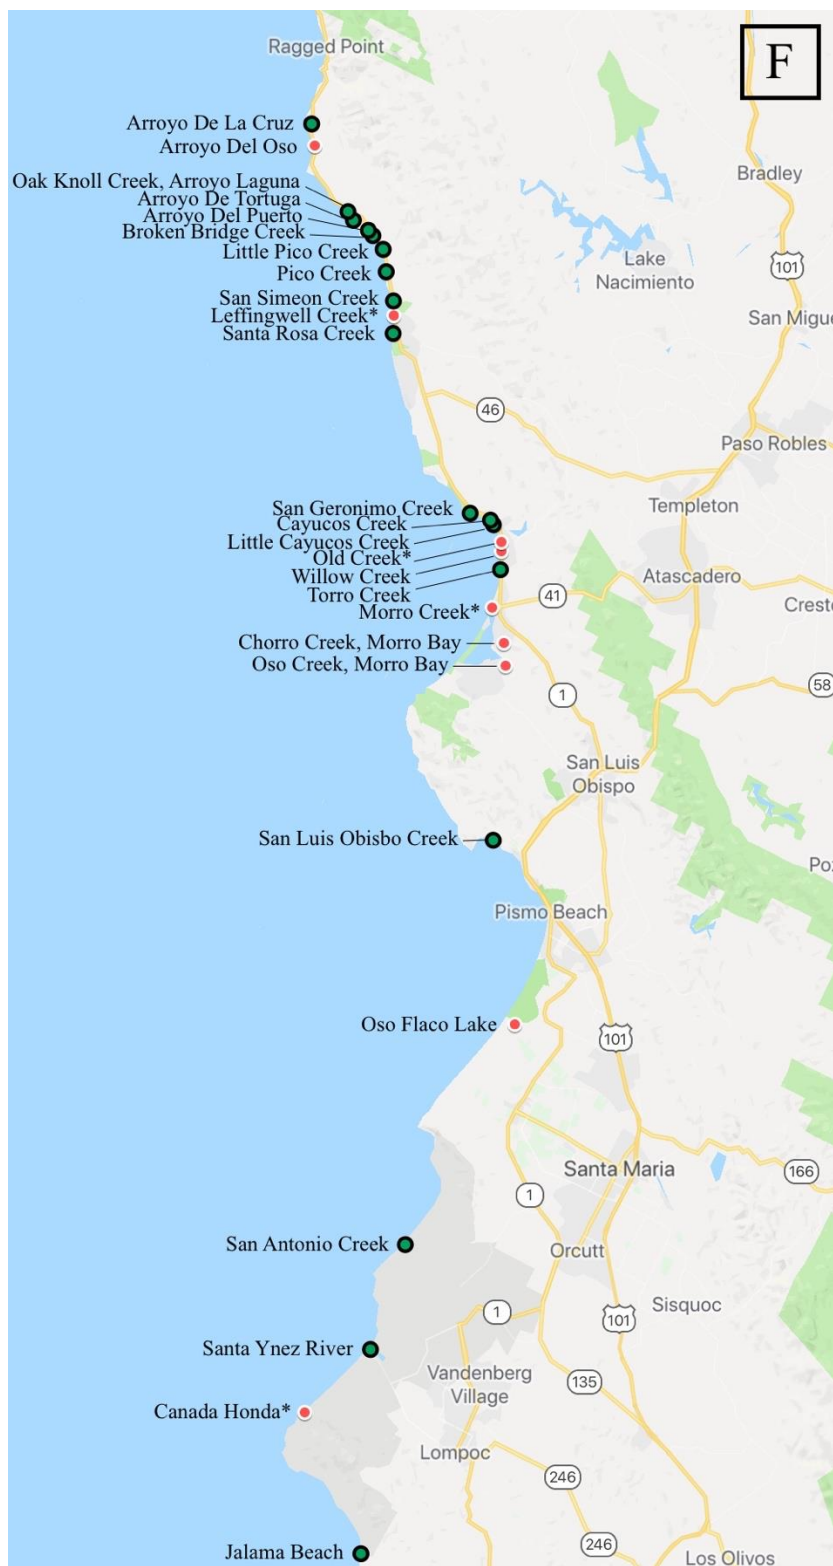 F
Ragged Point
Arroyo De La Cruz
Arroyo Del Oso
Bradley
Oak Knoll Creek, Arroyo Laguna
Arroyo De Tortuga
Arroyo Del Puerto
Broken Bridge Creek
Little Pico Creek
Lake
Nacimiento
101
Pico Creek
San Simeon Creek
Leffingwell Creek*
San Migue
Santa Rosa Creek
46
Paso Robles
San Geronimo Creek
Templeton
Cayucos Creek
Little Cayucos Creek
Old Creek*
Willow Creek
Atascadero
Torro Creek
41
Cresto
Morro Creek*
Chorro Creek, Morro Bay
Oso Creek, Morro Bay
58
1
San Luis
Obispo
San Luis Obisbo Creek
Poz
Pismo Beach
Oso Flaco Lake
101
Santa Maria
166
1
San Antonio Creek
Orcutt
Sisquoc
1
101
Santa Ynez River
Vandenberg
Village
135
Canada Honda*
Lompoc
246
246
Jalama Beach
Los Olivos